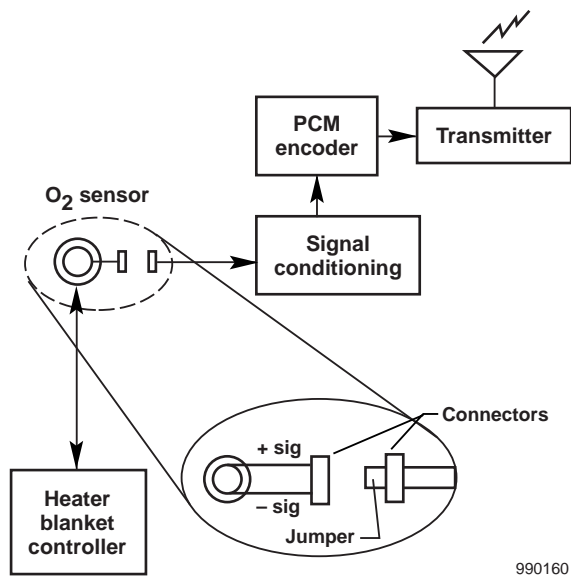 PCM
encoder
Transmitter
O2 sensor
Signal
conditioning
Connectors
+ sig
– sig
Jumper
Heater
blanket
controller
990160